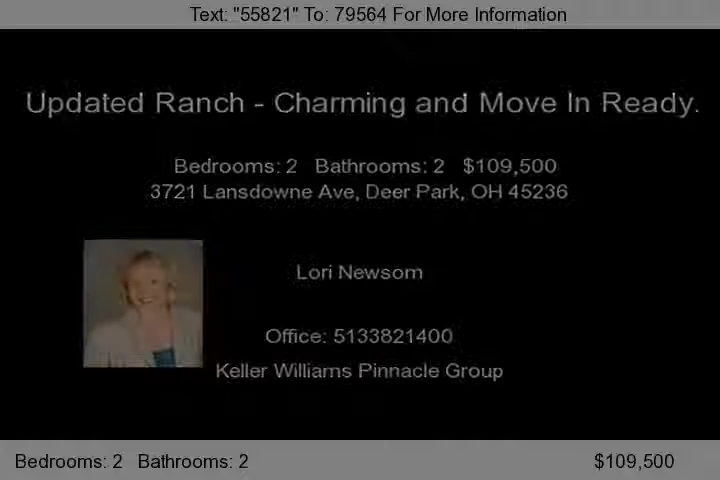 Text: "55821" To: 79564 For More Information
Updated Ranch - Charming and Move In Ready.
Bedrooms: 2 Bathrooms: 2 $109,500
3721 Lansdowne Ave, Deer Park, OH 45236
Lori Newsom
Office: 5133821400
Keller Williams Pinnacle Group
Bedrooms: 2 Bathrooms: 2 $109,500